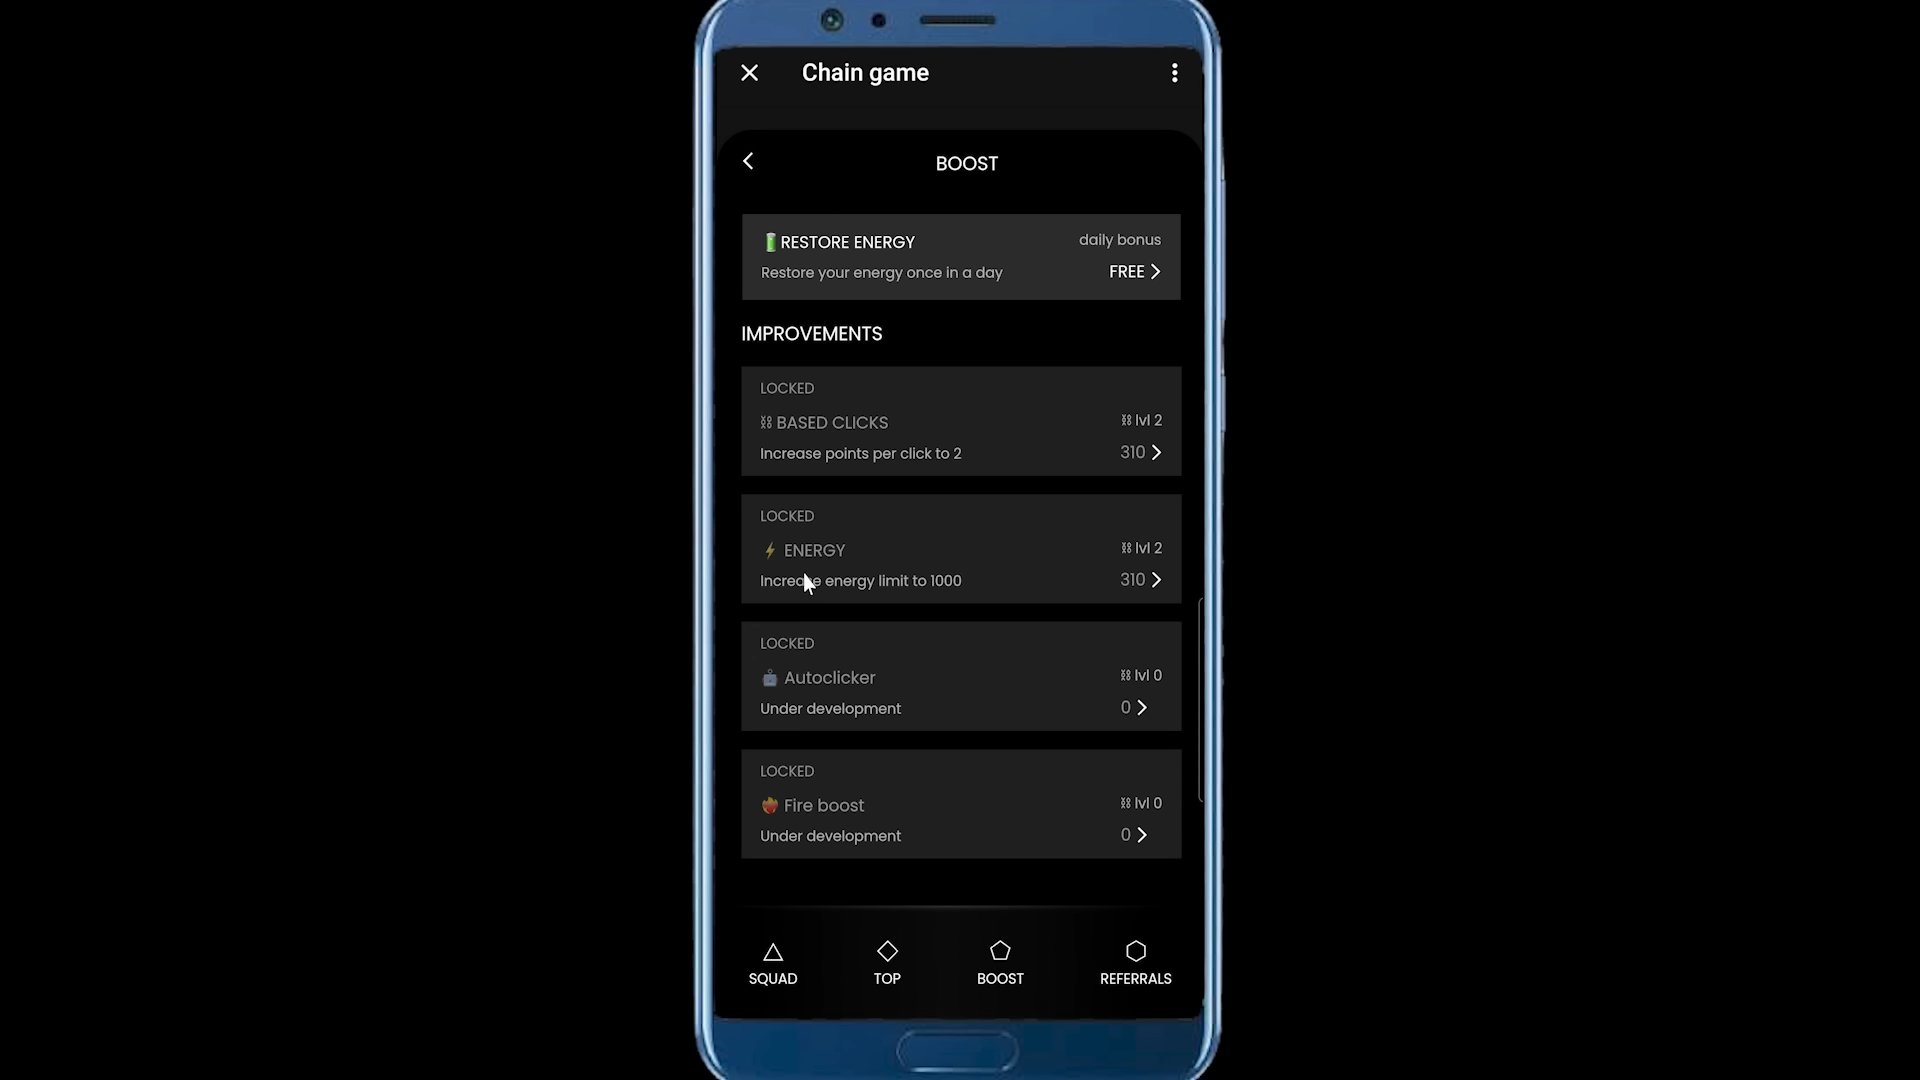 Chain game
BOOST
RESTORE ENERGY
daily bonus
Restore your energy once in a day
FREE
IMPROVEMENTS
LOCKED
BASED CLICKS
lvl 2
Increase points per click to 2
310
LOCKED
ENERGY
lvl 2
Increase energy limit to 1000
310
LOCKED
Autoclicker
lvl 0
Under development
0
LOCKED
Fire boost
lvl 0
Under development
0
SQUAD
TOP
BOOST
REFERRALS